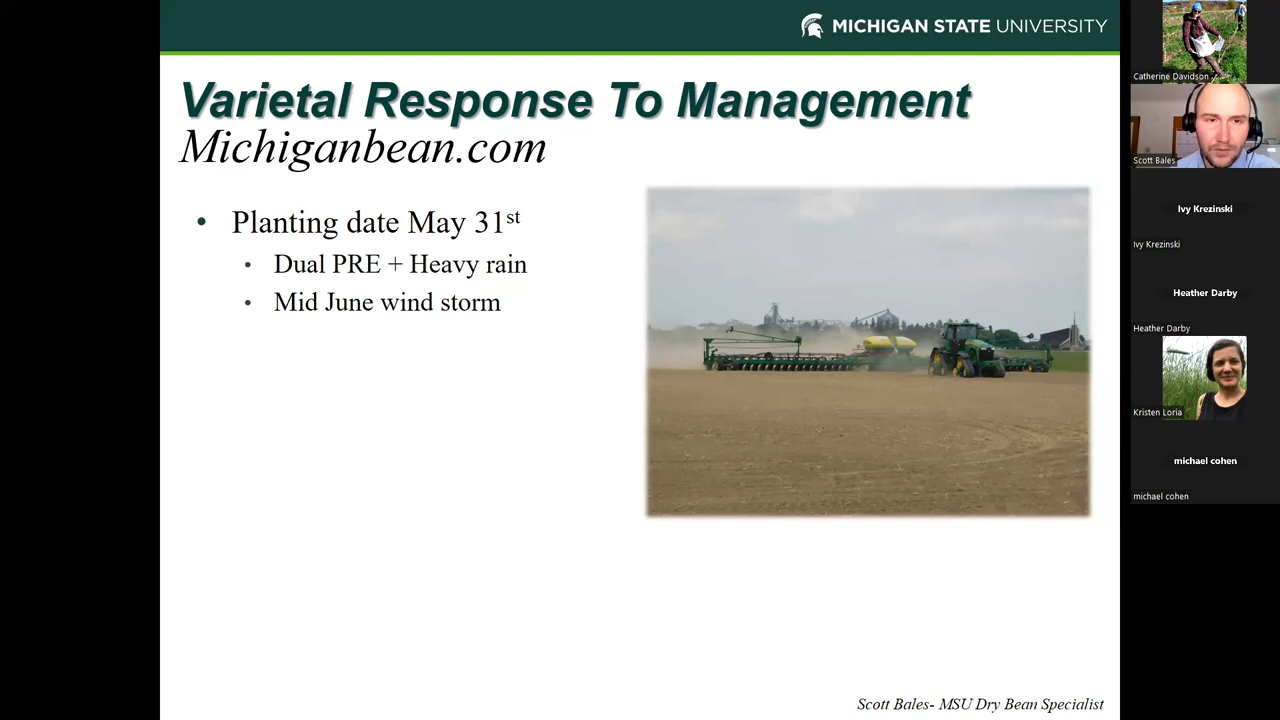 MICHIGAN STATE UNIVERSITY
Varietal Response To Management
Michiganbean.com
• Planting date May 31st
• Dual PRE + Heavy rain
• Mid June wind storm
Scott Bales- MSU Dry Bean Specialist
Catherine Davidson
Scott Bales
Ivy Krezinski
Ivy Krezinski
Heather Darby
Heather Darby
Kristen Loria
michael cohen
michael cohen